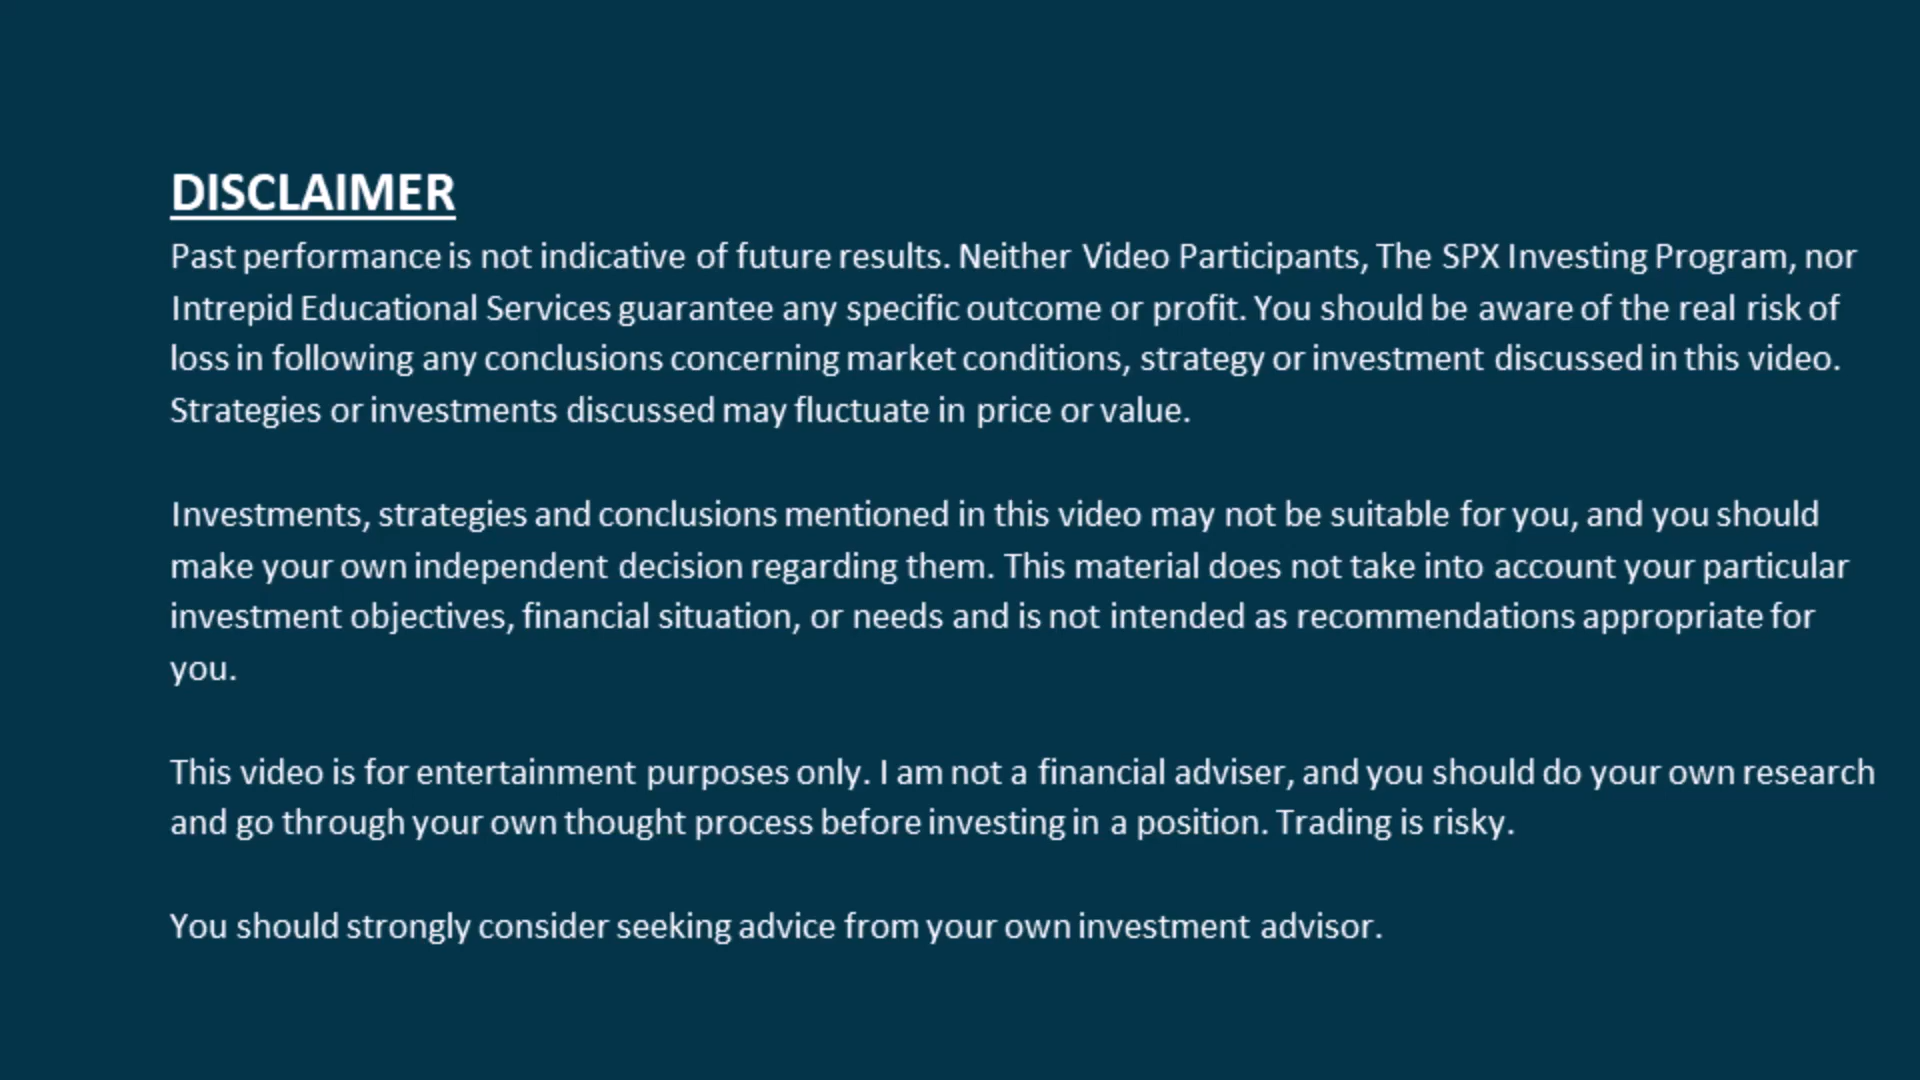 DISCLAIMER
Past performance is not indicative of future results. Neither Video Participants, The SPX Investing Program, nor
Intrepid Educational Services guarantee any specific outcome or profit. You should be aware of the real risk of
loss in following any conclusions concerning market conditions, strategy or investment discussed in this video.
Strategies or investments discussed may fluctuate in price or value.
Investments, strategies and conclusions mentioned in this video may not be suitable for you, and you should
make your own independent decision regarding them. This material does not take into account your particular
investment objectives, financial situation, or needs and is not intended as recommendations appropriate for
you.
This video is for entertainment purposes only. I am not a financial adviser, and you should do your own research
and go through your own thought process before investing in a position. Trading is risky.
You should strongly consider seeking advice from your own investment advisor.